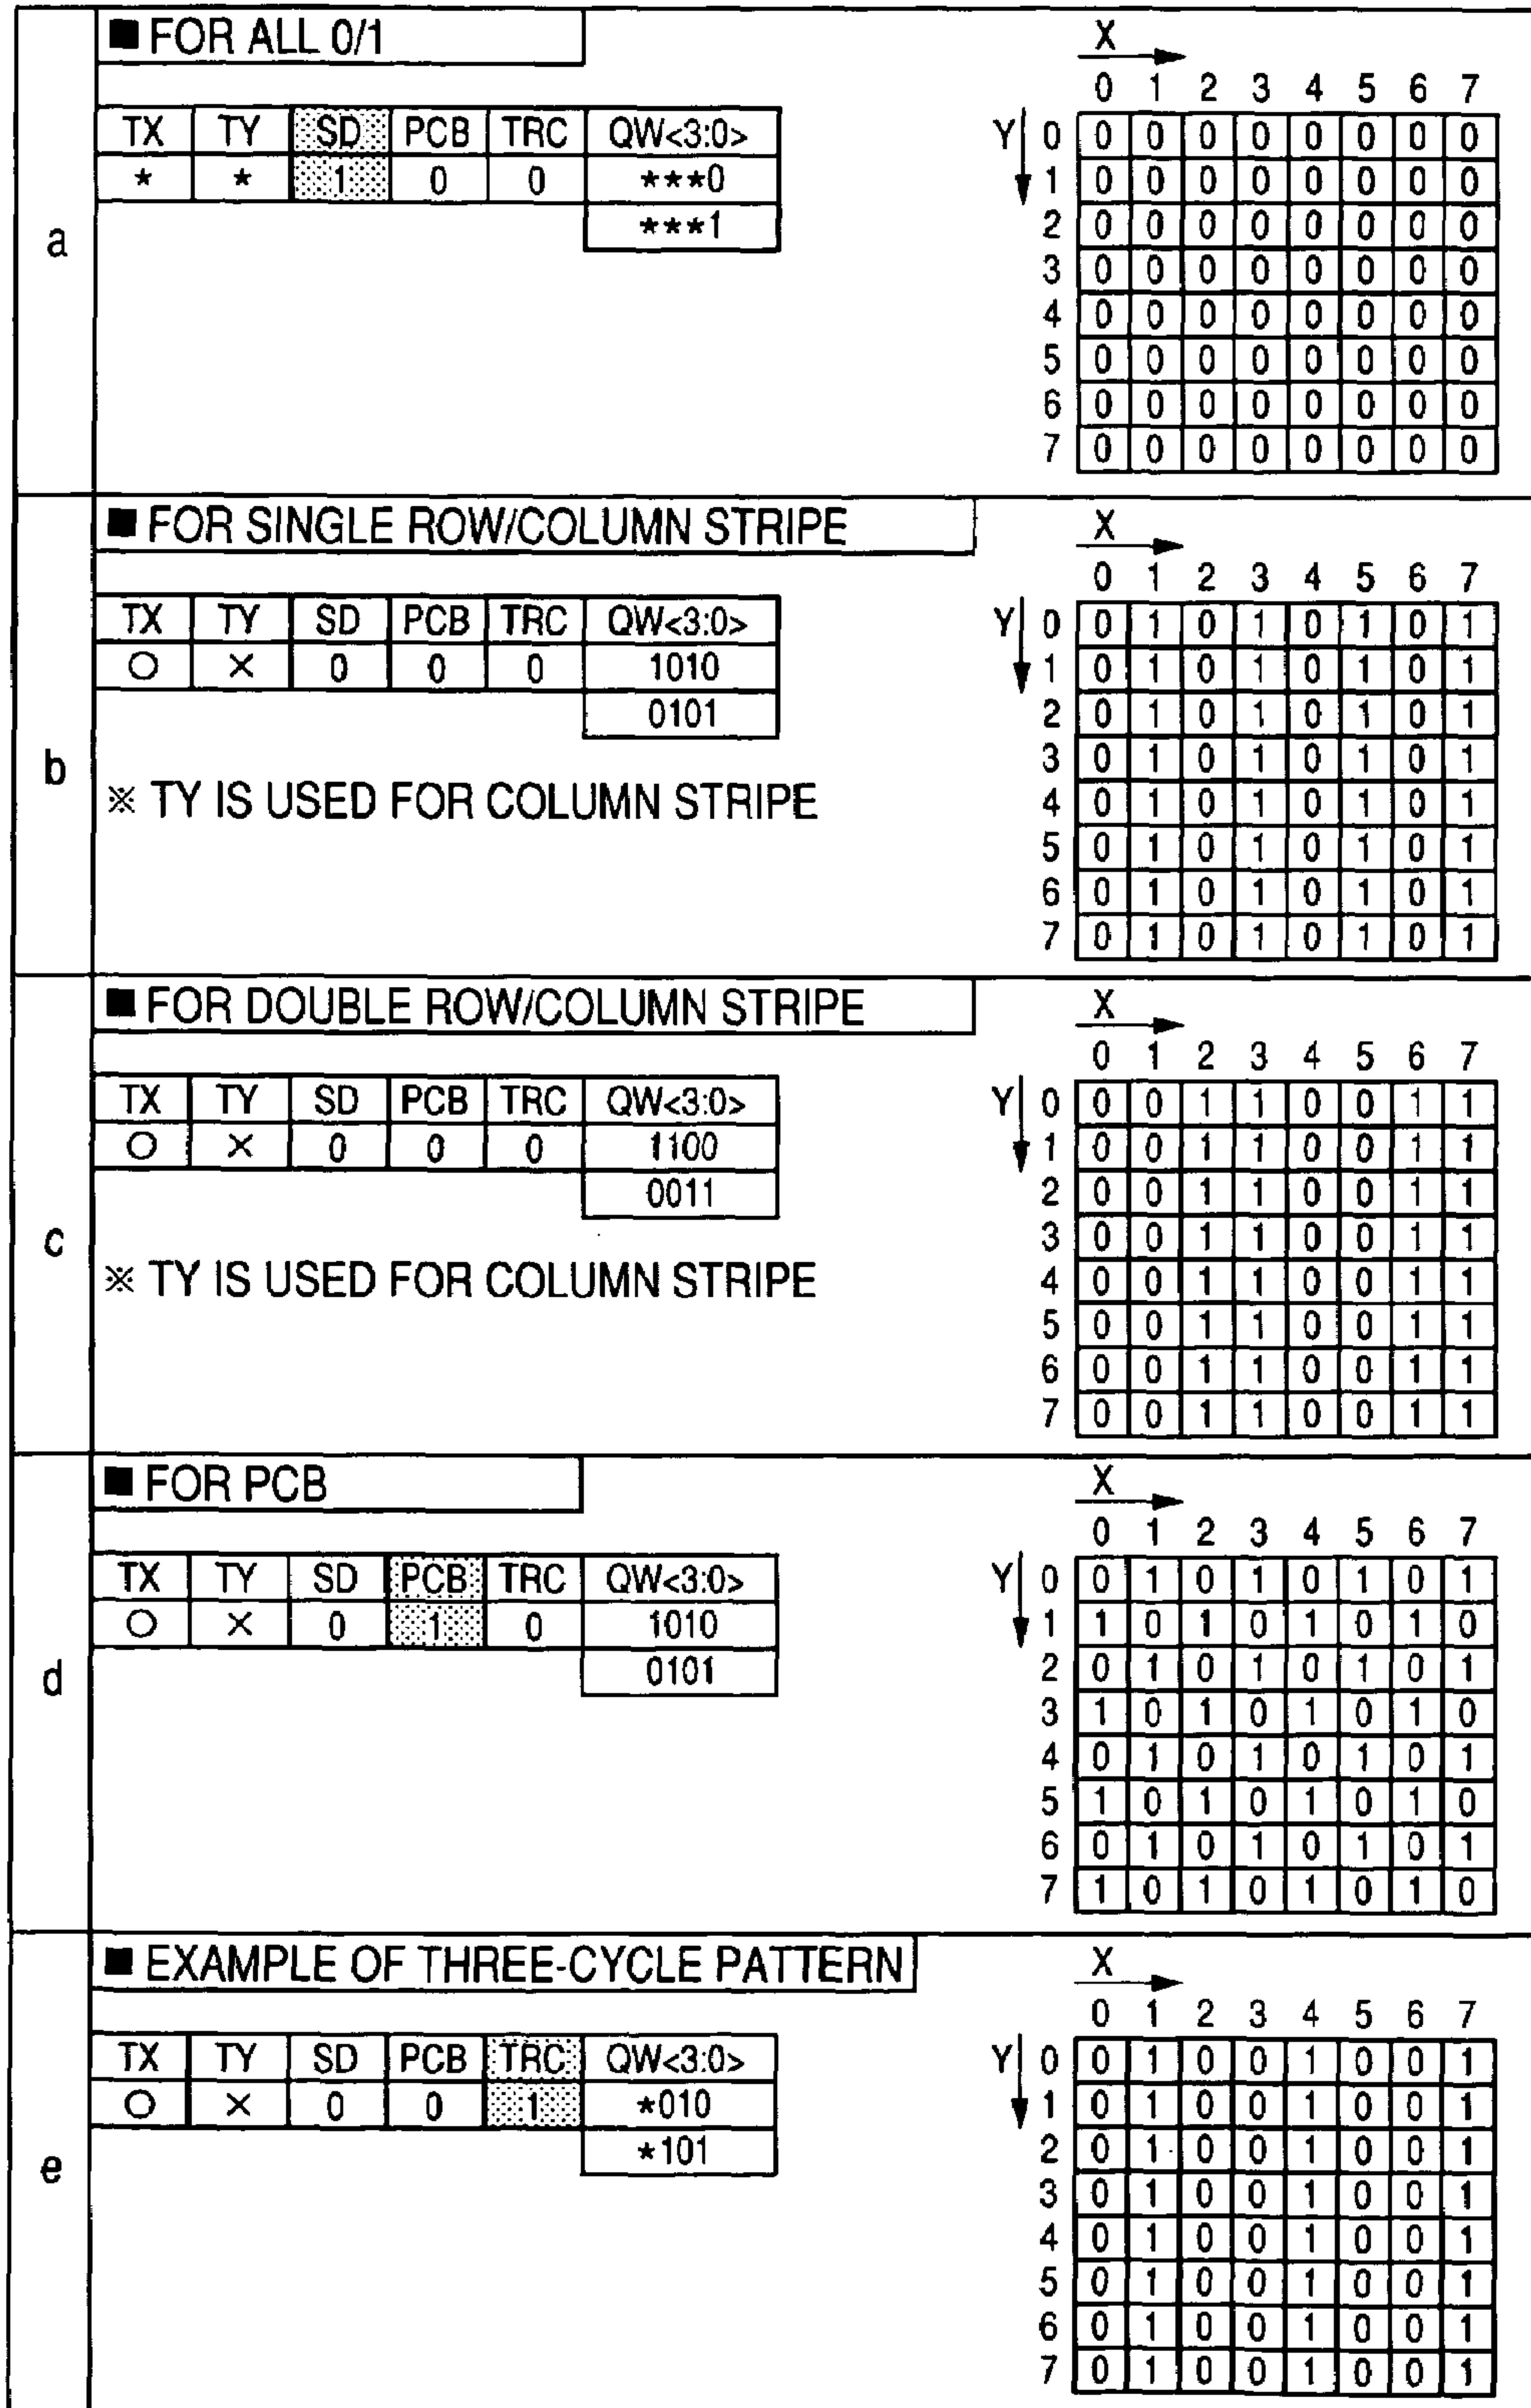 a
■ FOR ALL 0/1
TX TY SD PCB TRC QW<3:0>
* * 1 0 0 ***0
***1
X
0 1 2 3 4 5 6 7
Y 0 0 0 0 0 0 0 0 0
1 0 0 0 0 0 0 0 0
2 0 0 0 0 0 0 0 0
3 0 0 0 0 0 0 0 0
4 0 0 0 0 0 0 0 0
5 0 0 0 0 0 0 0 0
6 0 0 0 0 0 0 0 0
7 0 0 0 0 0 0 0 0
b
■ FOR SINGLE ROW/COLUMN STRIPE
TX TY SD PCB TRC QW<3:0>
○ × 0 0 0 1010
0101
※ TY IS USED FOR COLUMN STRIPE
X
0 1 2 3 4 5 6 7
Y 0 0 1 0 1 0 1 0 1
1 0 1 0 1 0 1 0 1
2 0 1 0 1 0 1 0 1
3 0 1 0 1 0 1 0 1
4 0 1 0 1 0 1 0 1
5 0 1 0 1 0 1 0 1
6 0 1 0 1 0 1 0 1
7 0 1 0 1 0 1 0 1
c
■ FOR DOUBLE ROW/COLUMN STRIPE
TX TY SD PCB TRC QW<3:0>
○ × 0 0 0 1100
0011
※ TY IS USED FOR COLUMN STRIPE
X
0 1 2 3 4 5 6 7
Y 0 0 0 1 1 0 0 1 1
1 0 0 1 1 0 0 1 1
2 0 0 1 1 0 0 1 1
3 0 0 1 1 0 0 1 1
4 0 0 1 1 0 0 1 1
5 0 0 1 1 0 0 1 1
6 0 0 1 1 0 0 1 1
7 0 0 1 1 0 0 1 1
d
■ FOR PCB
TX TY SD PCB TRC QW<3:0>
○ × 0 1 0 1010
0101
X
0 1 2 3 4 5 6 7
Y 0 0 1 0 1 0 1 0 1
1 1 0 1 0 1 0 1 0
2 0 1 0 1 0 1 0 1
3 1 0 1 0 1 0 1 0
4 0 1 0 1 0 1 0 1
5 1 0 1 0 1 0 1 0
6 0 1 0 1 0 1 0 1
7 1 0 1 0 1 0 1 0
e
■ EXAMPLE OF THREE-CYCLE PATTERN
TX TY SD PCB TRC QW<3:0>
○ × 0 0 1 *010
*101
X
0 1 2 3 4 5 6 7
Y 0 0 1 0 0 1 0 0 1
1 0 1 0 0 1 0 0 1
2 0 1 0 0 1 0 0 1
3 0 1 0 0 1 0 0 1
4 0 1 0 0 1 0 0 1
5 0 1 0 0 1 0 0 1
6 0 1 0 0 1 0 0 1
7 0 1 0 0 1 0 0 1